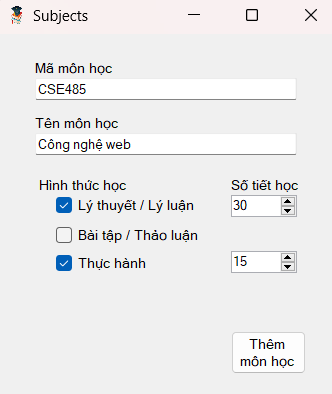 Subjects
Mã môn học
CSE485
Tên môn học
Công nghệ web
Hình thức học Số tiết học
Lý thuyết / Lý luận 30
Bài tập / Thảo luận
Thực hành 15
Thêm
môn học